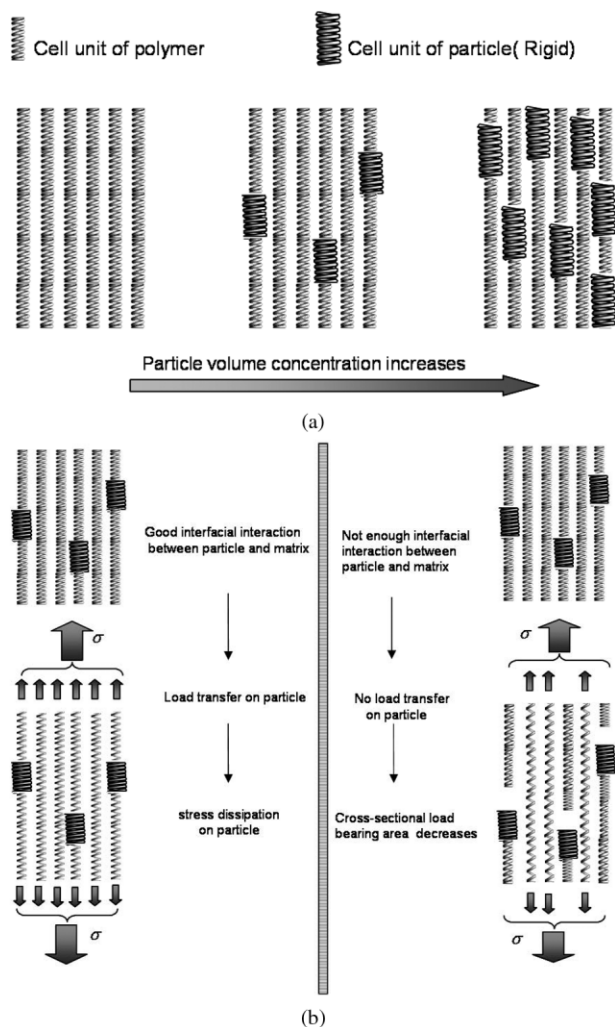 Cell unit of polymer
Cell unit of particle( Rigid)
Particle volume concentration increases
(a)
Good interfacial interaction
between particle and matrix
Load transfer on particle
stress dissipation
on particle
σ
σ
Not enough interfacial
interaction between
particle and matrix
No load transfer
on particle
Cross-sectional load
bearing area decreases
σ
σ
(b)